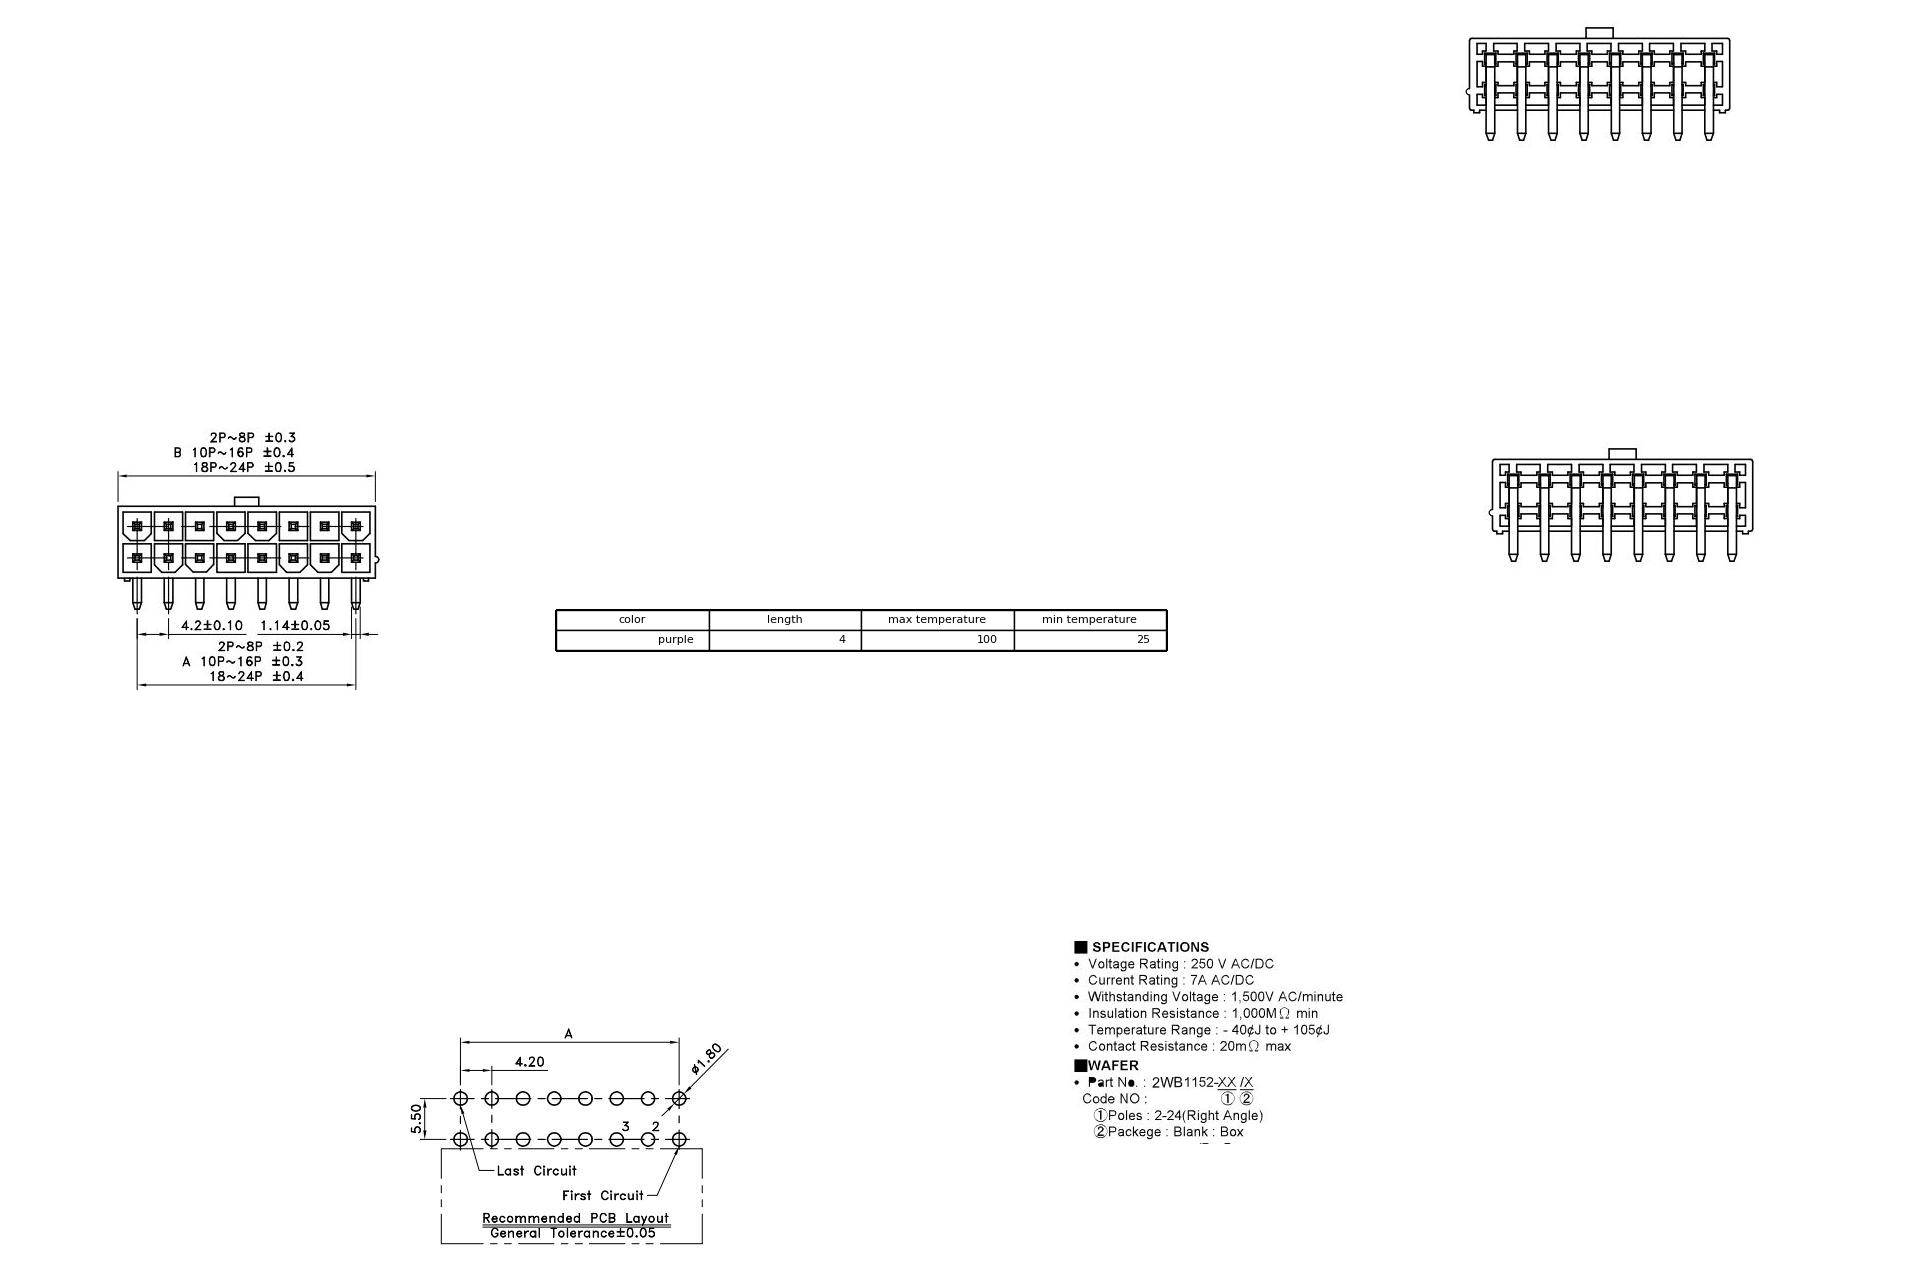 2P~8P ±0.3
B 10P~16P ±0.4
18P~24P ±0.5
4.2±0.10 1.14±0.05
2P~8P ±0.2
A 10P~16P ±0.3
18~24P ±0.4
color length max temperature min temperature
purple 4 100 25
A
4.20
ø1.80
5.50
3 2
Last Circuit
First Circuit
Recommended PCB Layout
General Tolerance±0.05
■ SPECIFICATIONS
• Voltage Rating : 250 V AC/DC
• Current Rating : 7A AC/DC
• Withstanding Voltage : 1,500V AC/minute
• Insulation Resistance : 1,000MΩ min
• Temperature Range : - 40¢J to + 105¢J
• Contact Resistance : 20mΩ max
■WAFER
• Part No. : 2WB1152-XX /X
Code NO : ① ②
①Poles : 2-24(Right Angle)
②Packege : Blank : Box